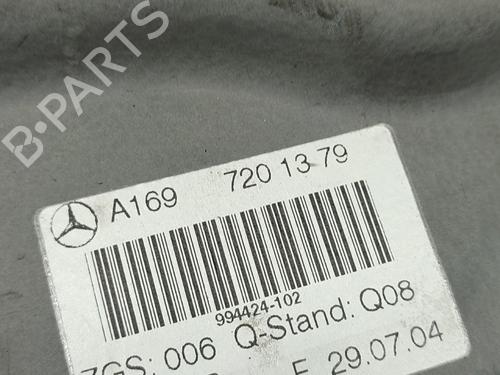 B-PARTS
A169 720 13 79
994424-102
ZGS: 006 Q-Stand: Q08
E 29.07.04